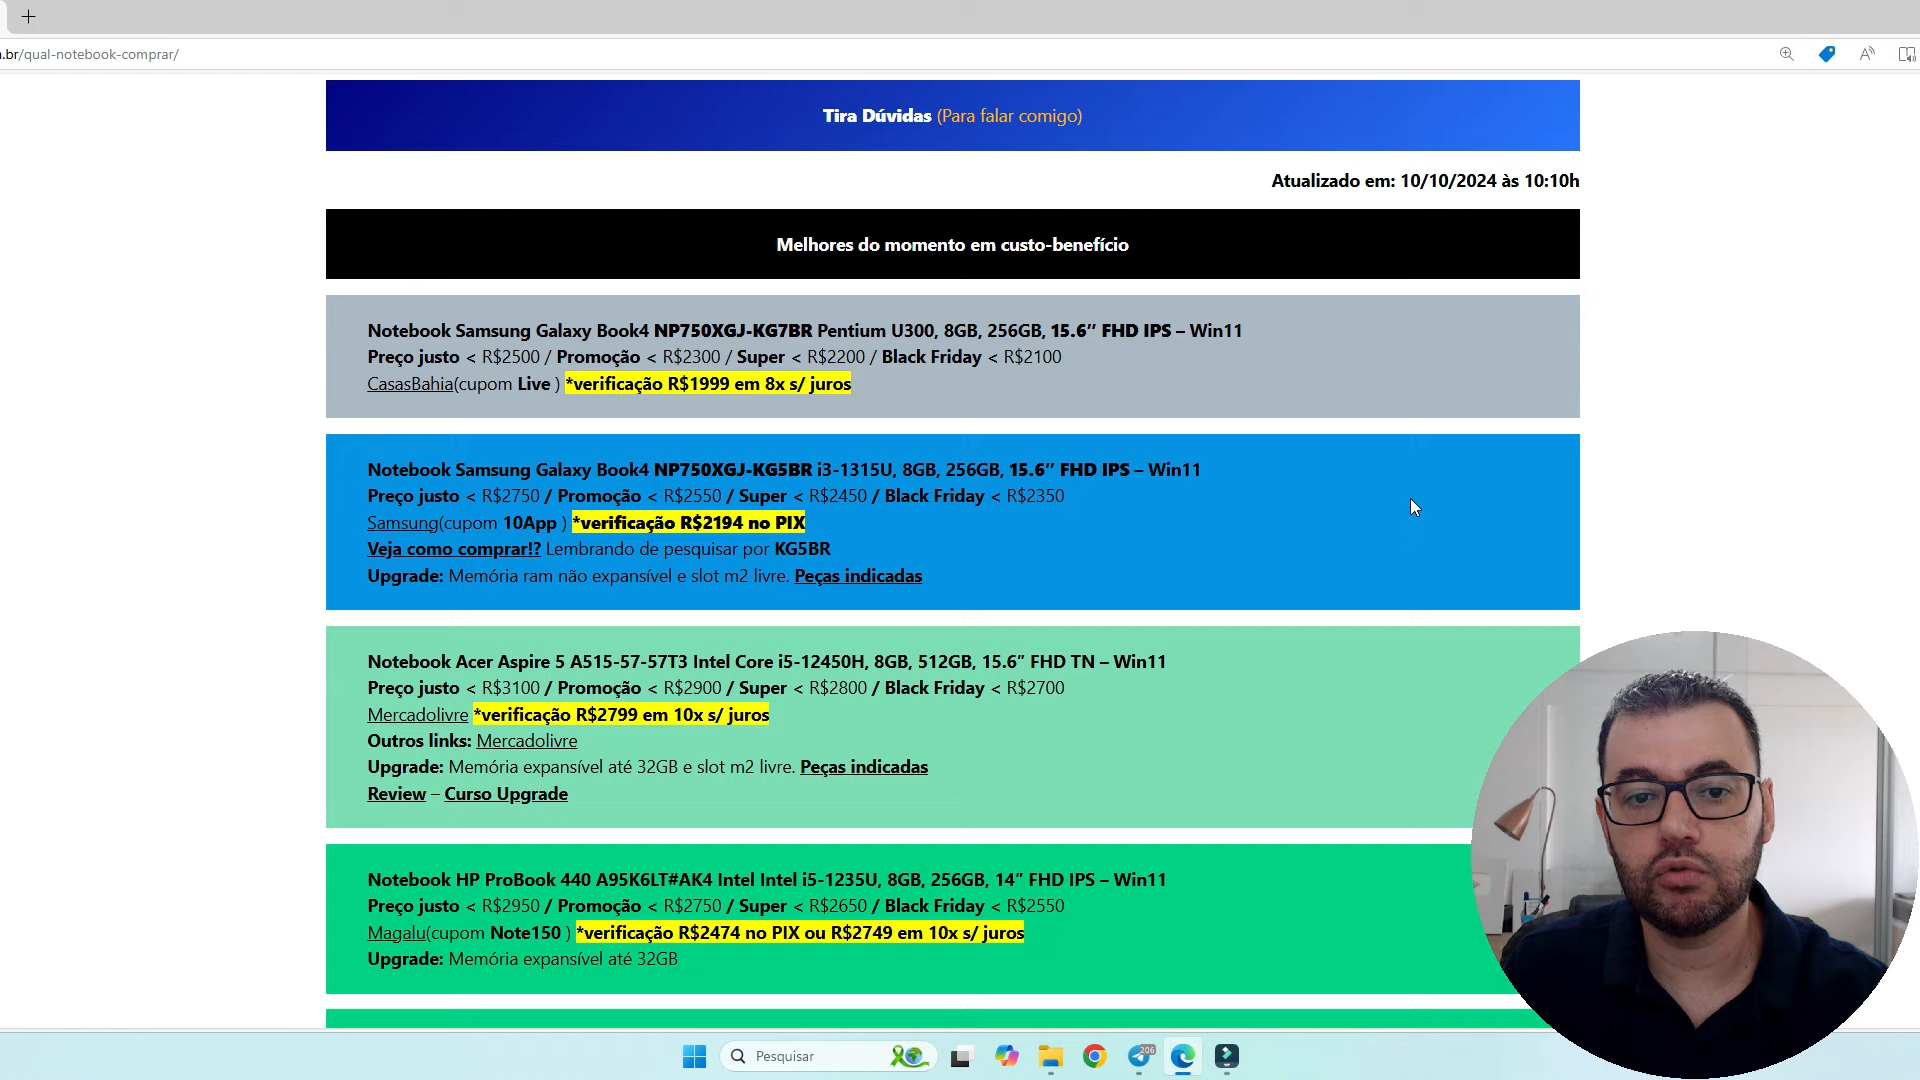 .br/qual-notebook-comprar/
Tira Dúvidas (Para falar comigo)
Atualizado em: 10/10/2024 às 10:10h
Melhores do momento em custo-benefício
Notebook Samsung Galaxy Book4 NP750XGJ-KG7BR Pentium U300, 8GB, 256GB, 15.6″ FHD IPS – Win11
Preço justo < R$2500 / Promoção < R$2300 / Super < R$2200 / Black Friday < R$2100
CasasBahia(cupom Live ) *verificação R$1999 em 8x s/ juros
Notebook Samsung Galaxy Book4 NP750XGJ-KG5BR i3-1315U, 8GB, 256GB, 15.6″ FHD IPS – Win11
Preço justo < R$2750 / Promoção < R$2550 / Super < R$2450 / Black Friday < R$2350
Samsung(cupom 10App ) *verificação R$2194 no PIX
Veja como comprar!? Lembrando de pesquisar por KG5BR
Upgrade: Memória ram não expansível e slot m2 livre. Peças indicadas
Notebook Acer Aspire 5 A515-57-57T3 Intel Core i5-12450H, 8GB, 512GB, 15.6″ FHD TN – Win11
Preço justo < R$3100 / Promoção < R$2900 / Super < R$2800 / Black Friday < R$2700
Mercadolivre *verificação R$2799 em 10x s/ juros
Outros links: Mercadolivre
Upgrade: Memória expansível até 32GB e slot m2 livre. Peças indicadas
Review – Curso Upgrade
Notebook HP ProBook 440 A95K6LT#AK4 Intel Intel i5-1235U, 8GB, 256GB, 14″ FHD IPS – Win11
Preço justo < R$2950 / Promoção < R$2750 / Super < R$2650 / Black Friday < R$2550
Magalu(cupom Note150 ) *verificação R$2474 no PIX ou R$2749 em 10x s/ juros
Upgrade: Memória expansível até 32GB
Pesquisar
206